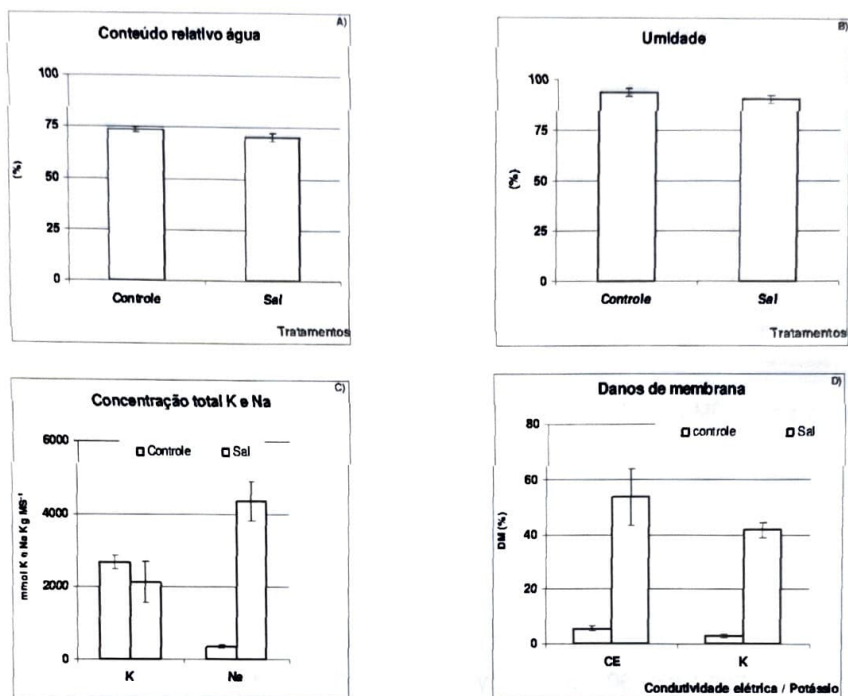 A)
Conteúdo relativo água
100
75
50
25
0
(%)
Controle
Sal
Tratamentos
B)
Umidade
100
75
50
25
0
(%)
Controle
Sal
Tratamentos
C)
Concentração total K e Na
Controle
Sal
6000
4000
2000
0
mmol K e Na Kg MS⁻¹
K
Na
D)
Danos de membrana
controle
Sal
80
60
40
20
0
DM (%)
CE
K
Condutividade elétrica / Potássio